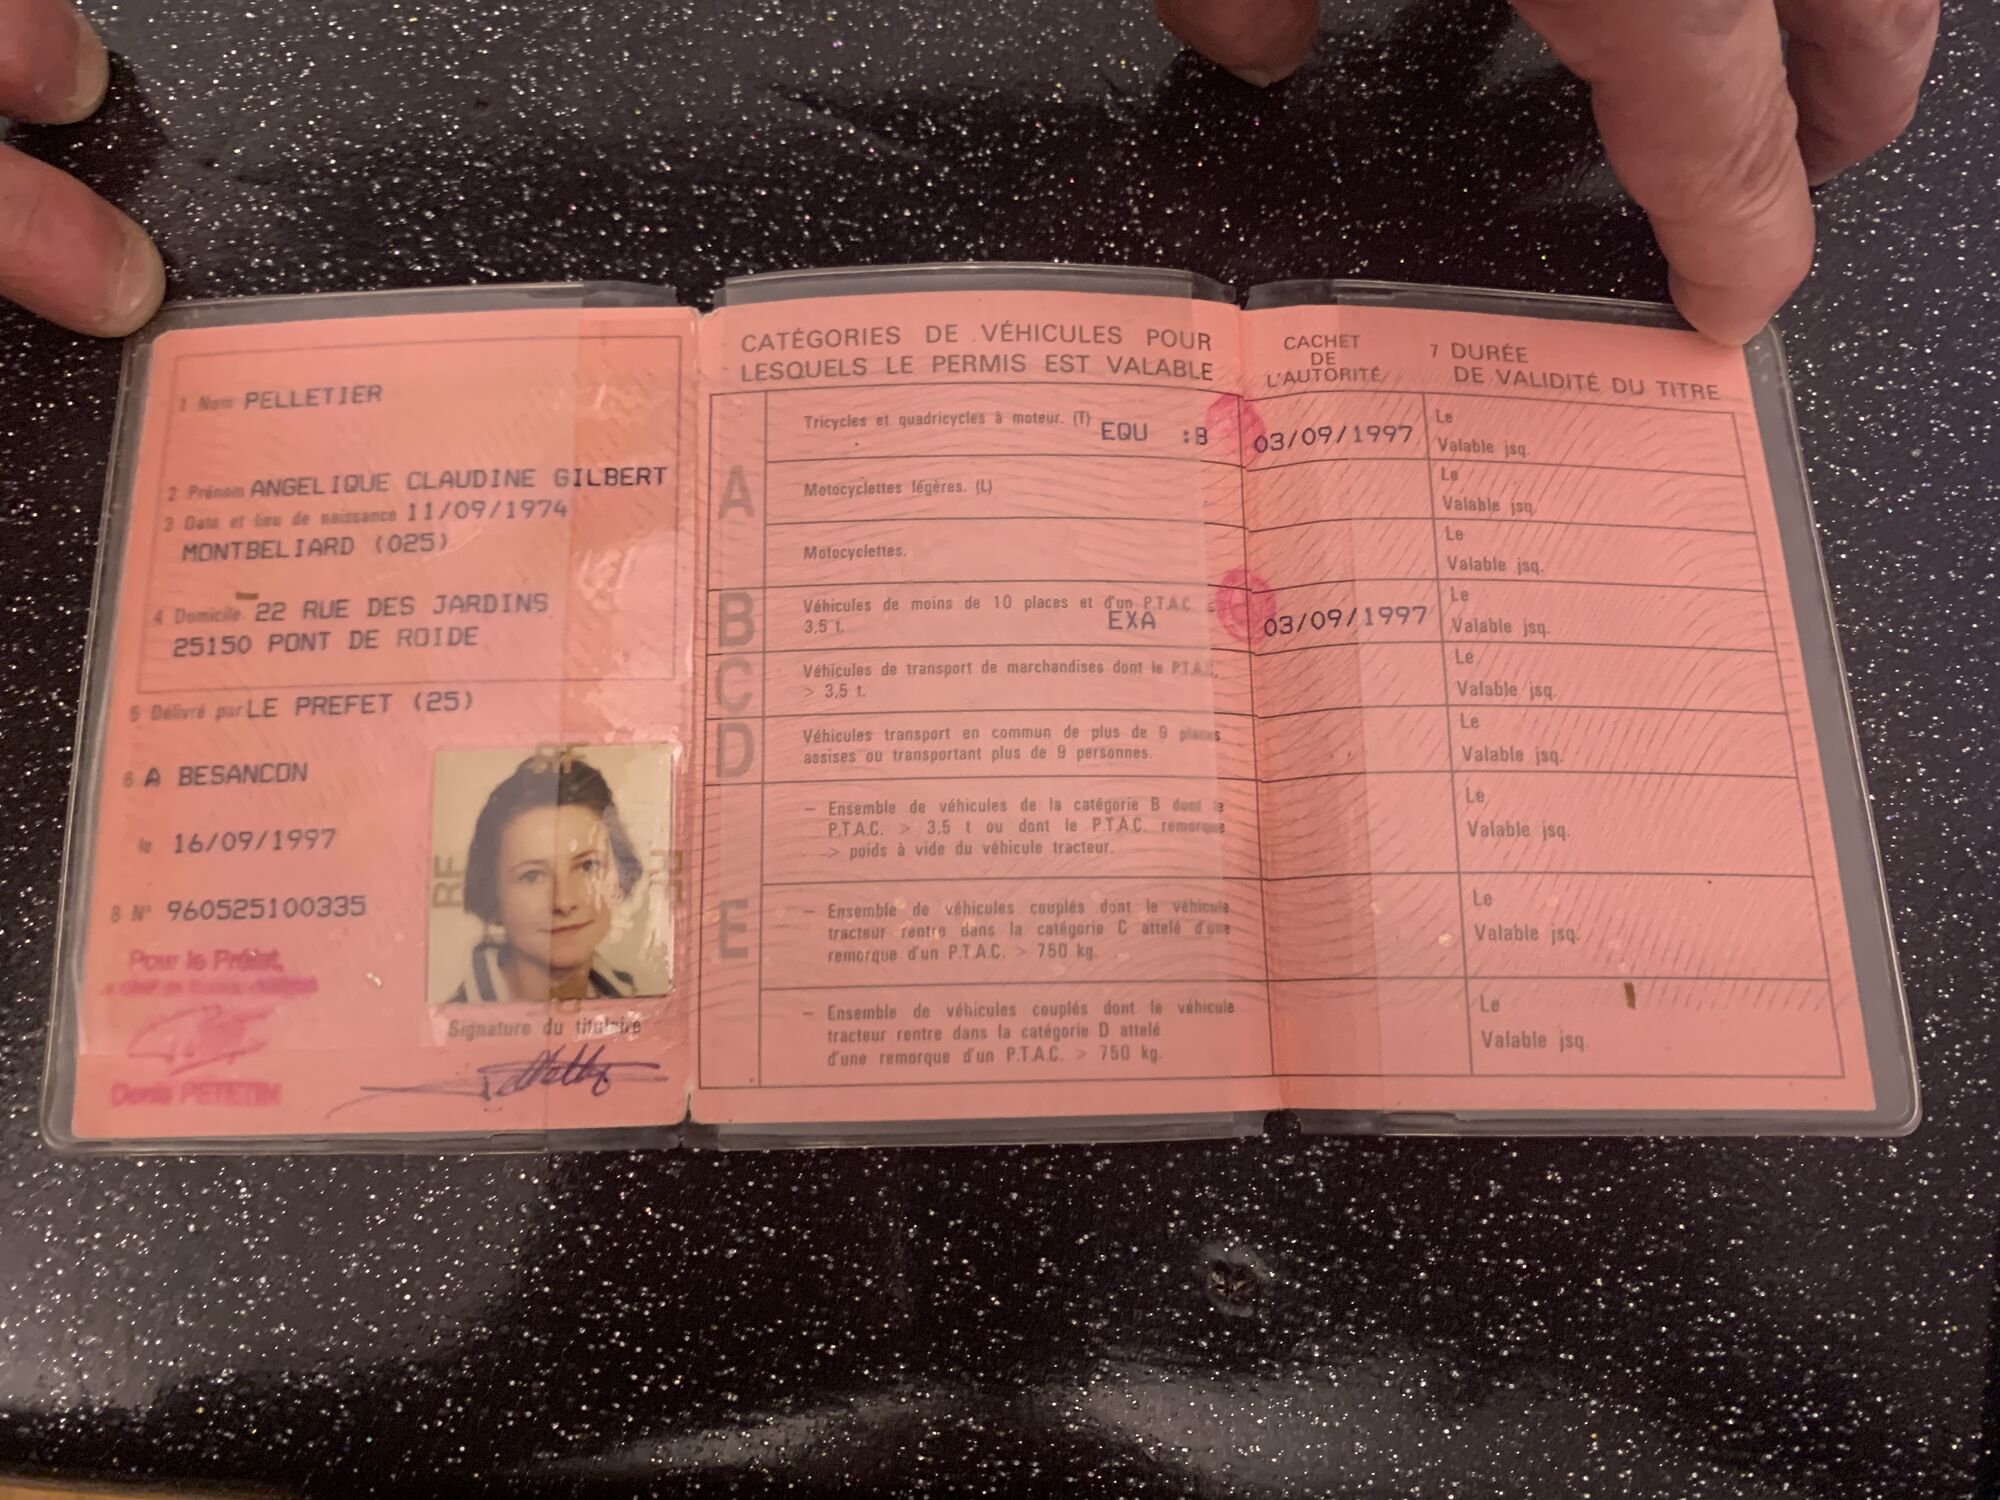 1 Nom PELLETIER
2 Prénom ANGELIQUE CLAUDINE GILBERT
3 Date et lieu de naissance 11/09/1974
MONTBELIARD (025)
4 Domicile 22 RUE DES JARDINS
25150 PONT DE ROIDE
5 Délivré par LE PREFET (25)
6 A BESANCON
le 16/09/1997
8 N° 960525100335
Pour le Préfet,
Denis PETETIN
RF
RF
Signature du titulaire
CATÉGORIES DE VÉHICULES POUR
LESQUELS LE PERMIS EST VALABLE
CACHET
DE
L'AUTORITÉ
7 DURÉE
DE VALIDITÉ DU TITRE
A
Tricycles et quadricycles à moteur. (T) EQU :B
03/09/1997
Le
Valable jsq.
Motocyclettes légères. (L)
Le
Valable jsq.
Motocyclettes.
Le
Valable jsq.
B
Véhicules de moins de 10 places et d'un P.T.A.C. ≤
3,5 t. EXA
03/09/1997
Le
Valable jsq.
C
Véhicules de transport de marchandises dont le P.T.A.C.
> 3,5 t.
Le
Valable jsq.
D
Véhicules transport en commun de plus de 9 places
assises ou transportant plus de 9 personnes.
Le
Valable jsq.
E
– Ensemble de véhicules de la catégorie B dont le
P.T.A.C. > 3,5 t ou dont le P.T.A.C. remorque
> poids à vide du véhicule tracteur.
Le
Valable jsq.
– Ensemble de véhicules couplés dont le véhicule
tracteur rentre dans la catégorie C attelé d'une
remorque d'un P.T.A.C. > 750 kg.
Le
Valable jsq.
– Ensemble de véhicules couplés dont le véhicule
tracteur rentre dans la catégorie D attelé
d'une remorque d'un P.T.A.C. > 750 kg.
Le
Valable jsq.